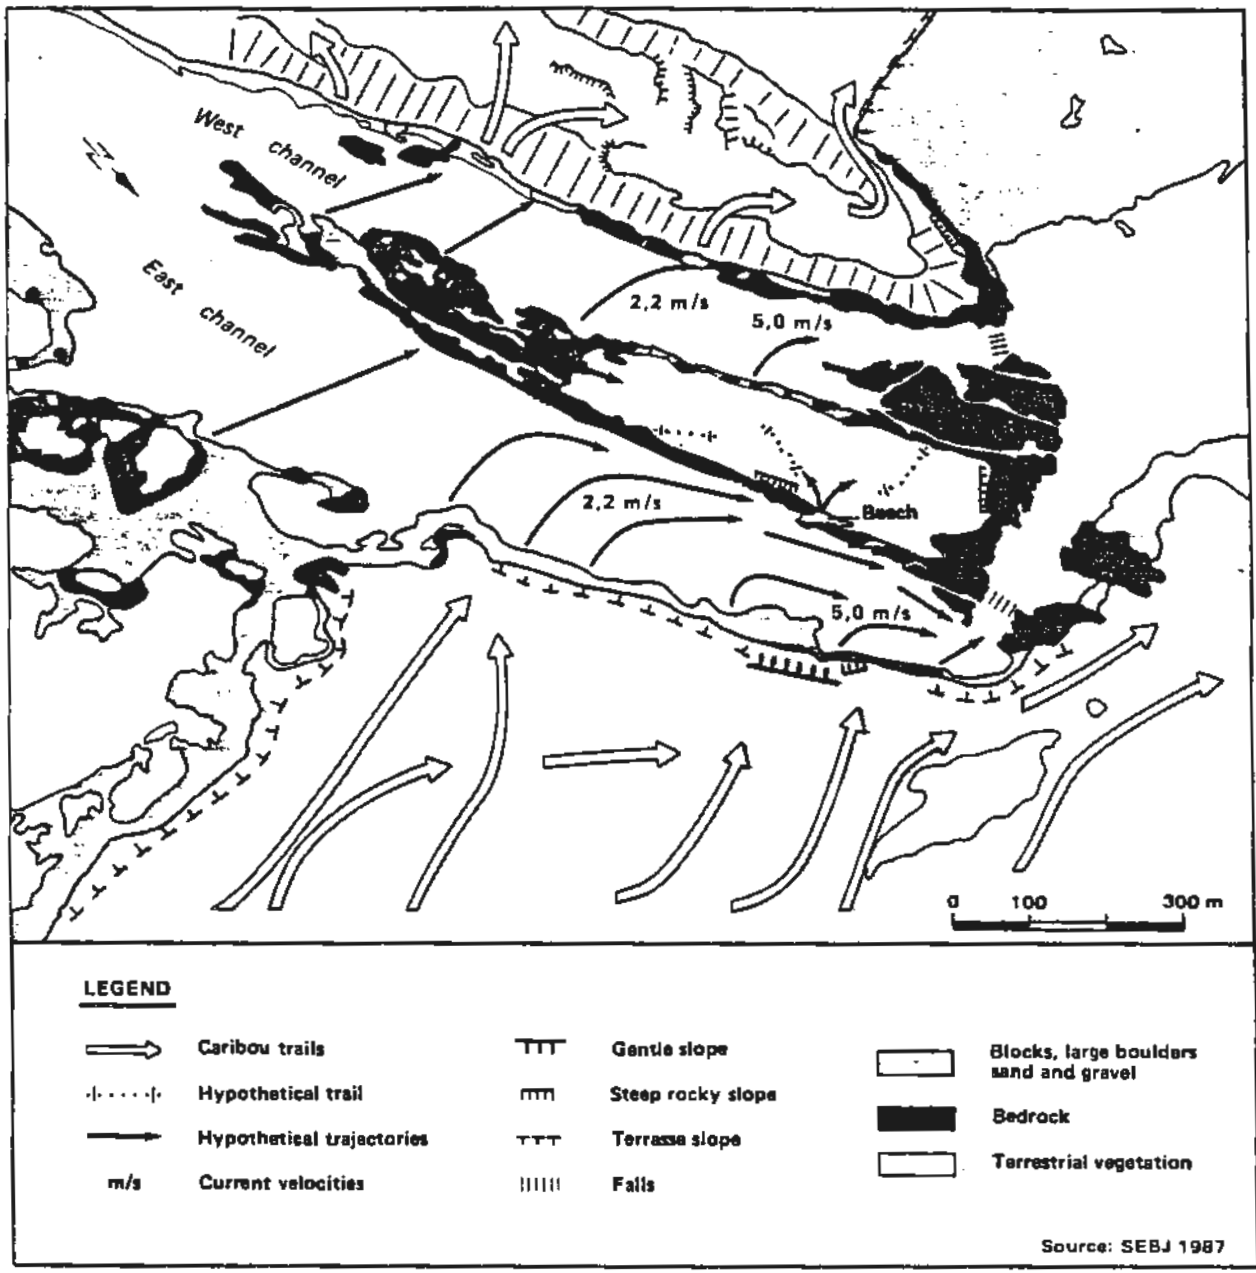 West
channel
East
channel
2,2 m/s
5,0 m/s
2,2 m/s
Beach
5,0 m/s
0 100 300 m
LEGEND
Caribou trails
Hypothetical trail
Hypothetical trajectories
m/s Current velocities
Gentle slope
Steep rocky slope
Terrasse slope
Falls
Blocks, large boulders
sand and gravel
Bedrock
Terrestrial vegetation
Source: SEBJ 1987